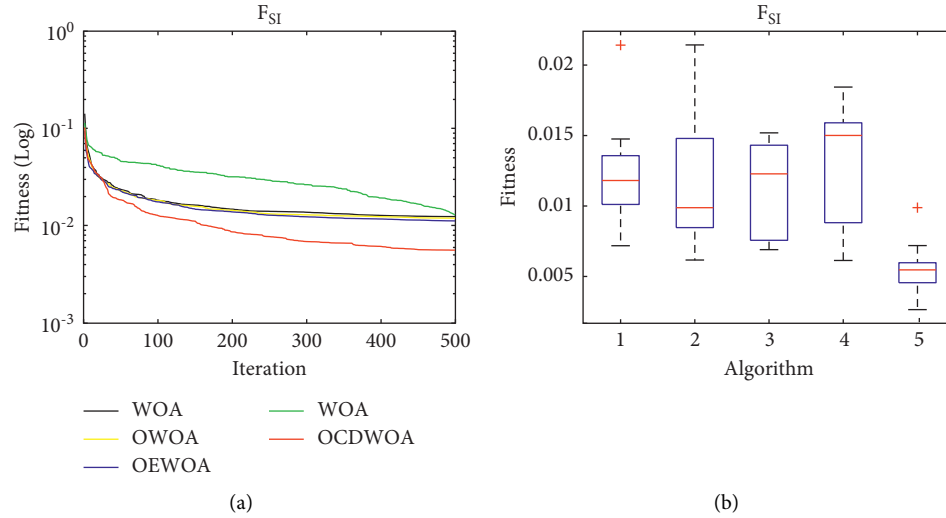 F_SI
Fitness (Log)
10^0
10^-1
10^-2
10^-3
0 100 200 300 400 500
Iteration
WOA
OWOA
OEWOA
WOA
OCDWOA
(a)
F_SI
Fitness
0.02
0.015
0.01
0.005
1 2 3 4 5
Algorithm
(b)